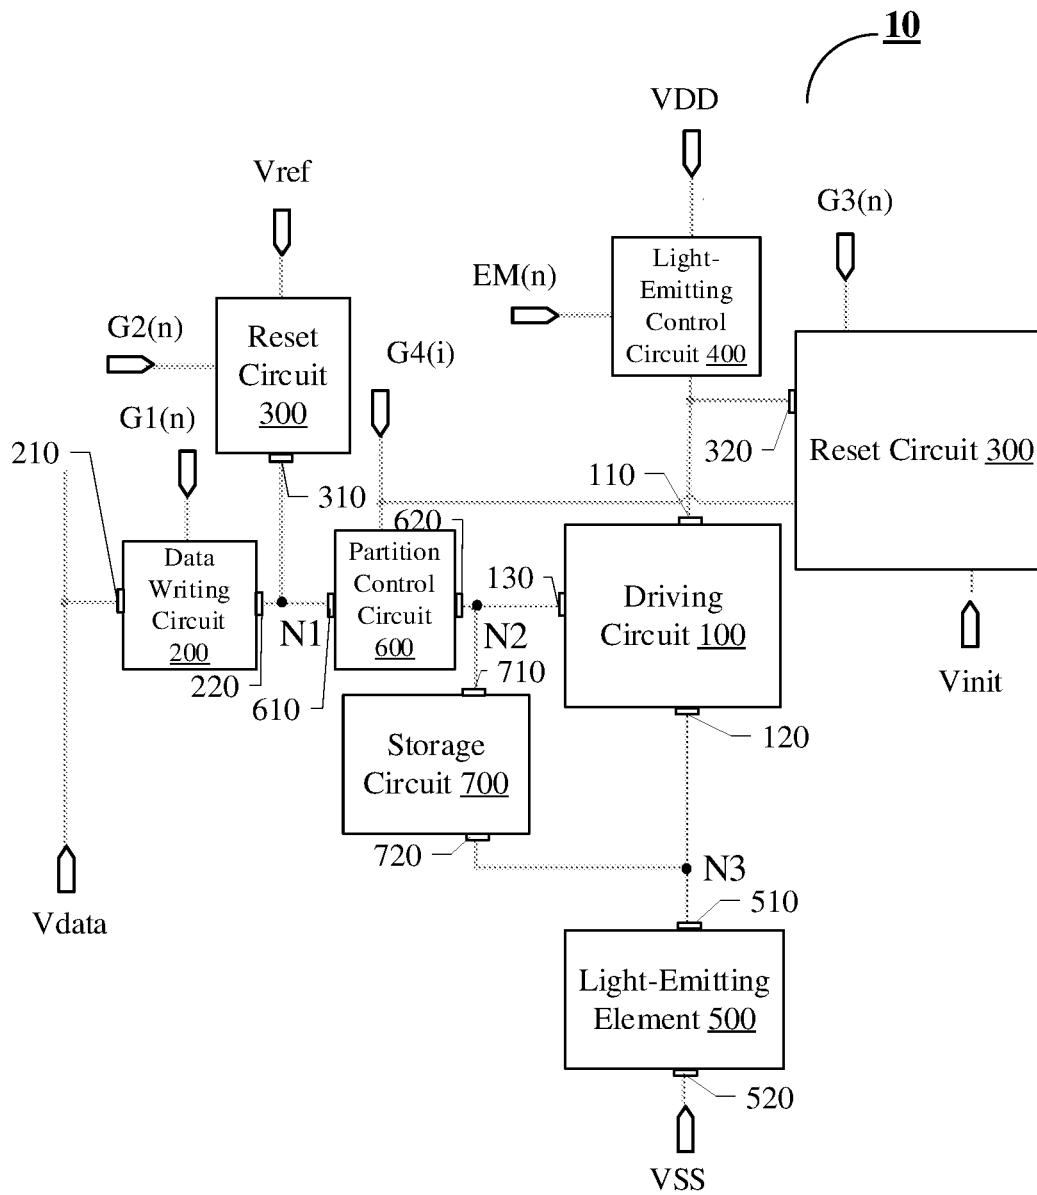 10
VDD
Vref
G3(n)
Light-
Emitting
Control
Circuit 400
EM(n)
G2(n)
Reset
Circuit
300
G4(i)
G1(n)
320
Reset Circuit 300
210
310
110
620
Data
Writing
Circuit
200
Partition
Control
Circuit
600
130
Driving
Circuit 100
N1
N2
220
610
710
Vinit
120
Storage
Circuit 700
720
N3
Vdata
510
Light-Emitting
Element 500
520
VSS